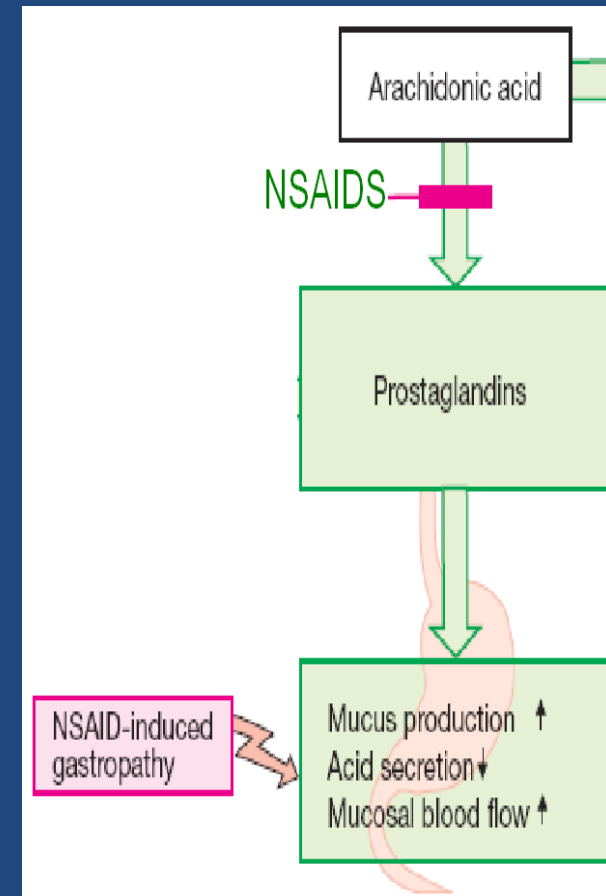 Arachidonic acid
NSAIDS
Prostaglandins
NSAID-induced
gastropathy
Mucus production ↑
Acid secretion↓
Mucosal blood flow ↑